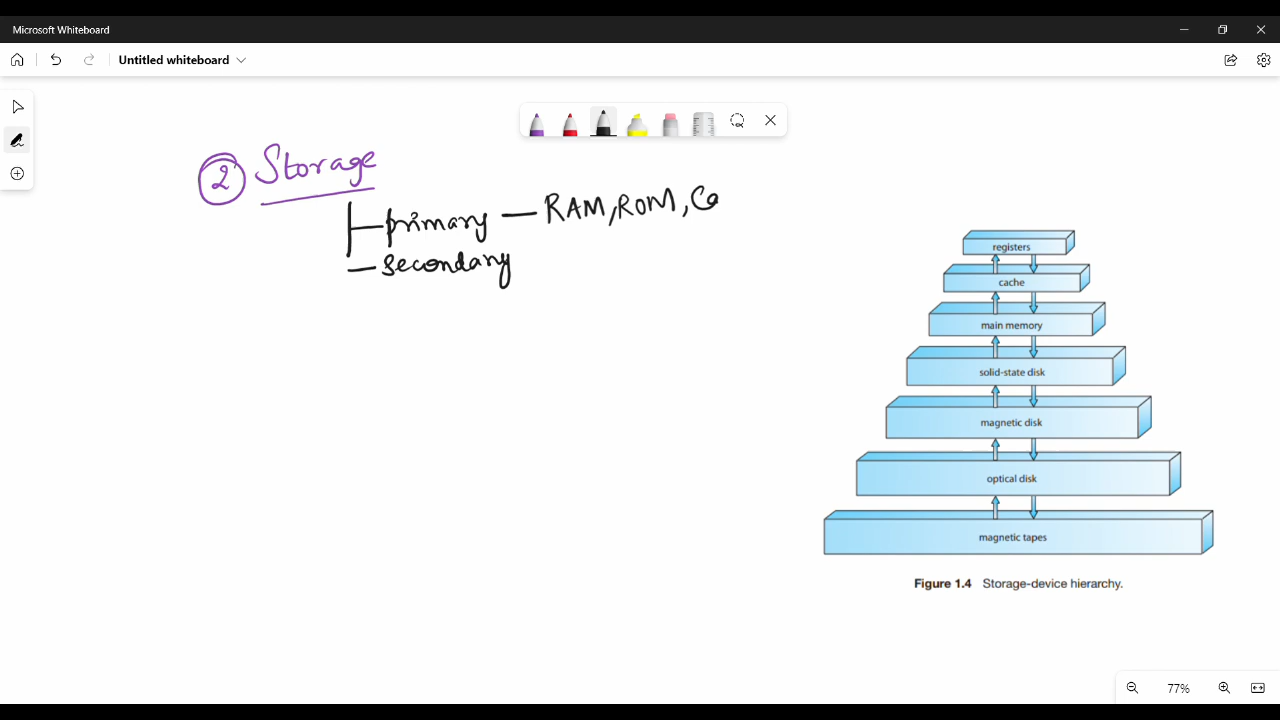 Microsoft Whiteboard
Untitled whiteboard
② Storage
primary — RAM, ROM, Ca
secondary
registers
cache
main memory
solid-state disk
magnetic disk
optical disk
magnetic tapes
Figure 1.4 Storage-device hierarchy.
77%